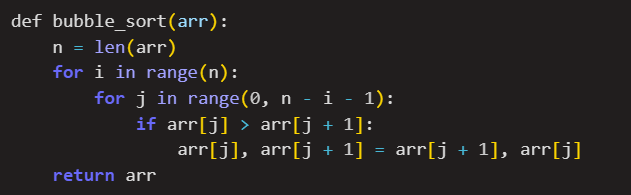 def bubble_sort(arr):
    n = len(arr)
    for i in range(n):
        for j in range(0, n - i - 1):
            if arr[j] > arr[j + 1]:
                arr[j], arr[j + 1] = arr[j + 1], arr[j]
    return arr